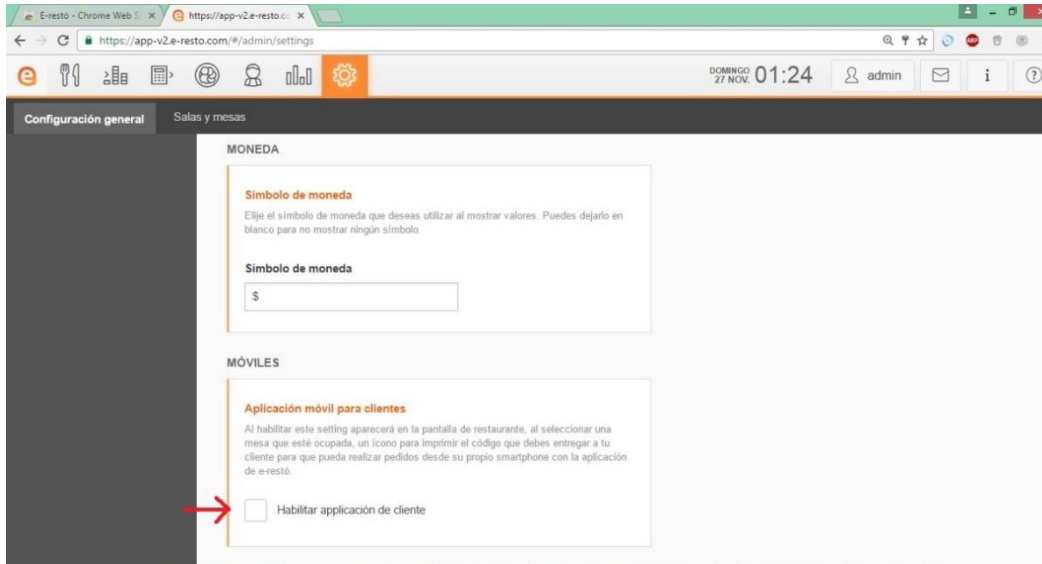 E-restó - Chrome Web S
https://app-v2.e-resto.co
https://app-v2.e-resto.com/#/admin/settings
DOMINGO
27 NOV. 01:24
admin
i
?
Configuración general
Salas y mesas
MONEDA
Símbolo de moneda
Elije el símbolo de moneda que deseas utilizar al mostrar valores. Puedes dejarlo en
blanco para no mostrar ningún símbolo.
Símbolo de moneda
$
MÓVILES
Aplicación móvil para clientes
Al habilitar este setting aparecerá en la pantalla de restaurante, al seleccionar una
mesa que esté ocupada, un ícono para imprimir el código que debes entregar a tu
cliente para que pueda realizar pedidos desde su propio smartphone con la aplicación
de e-restó.
Habilitar applicación de cliente